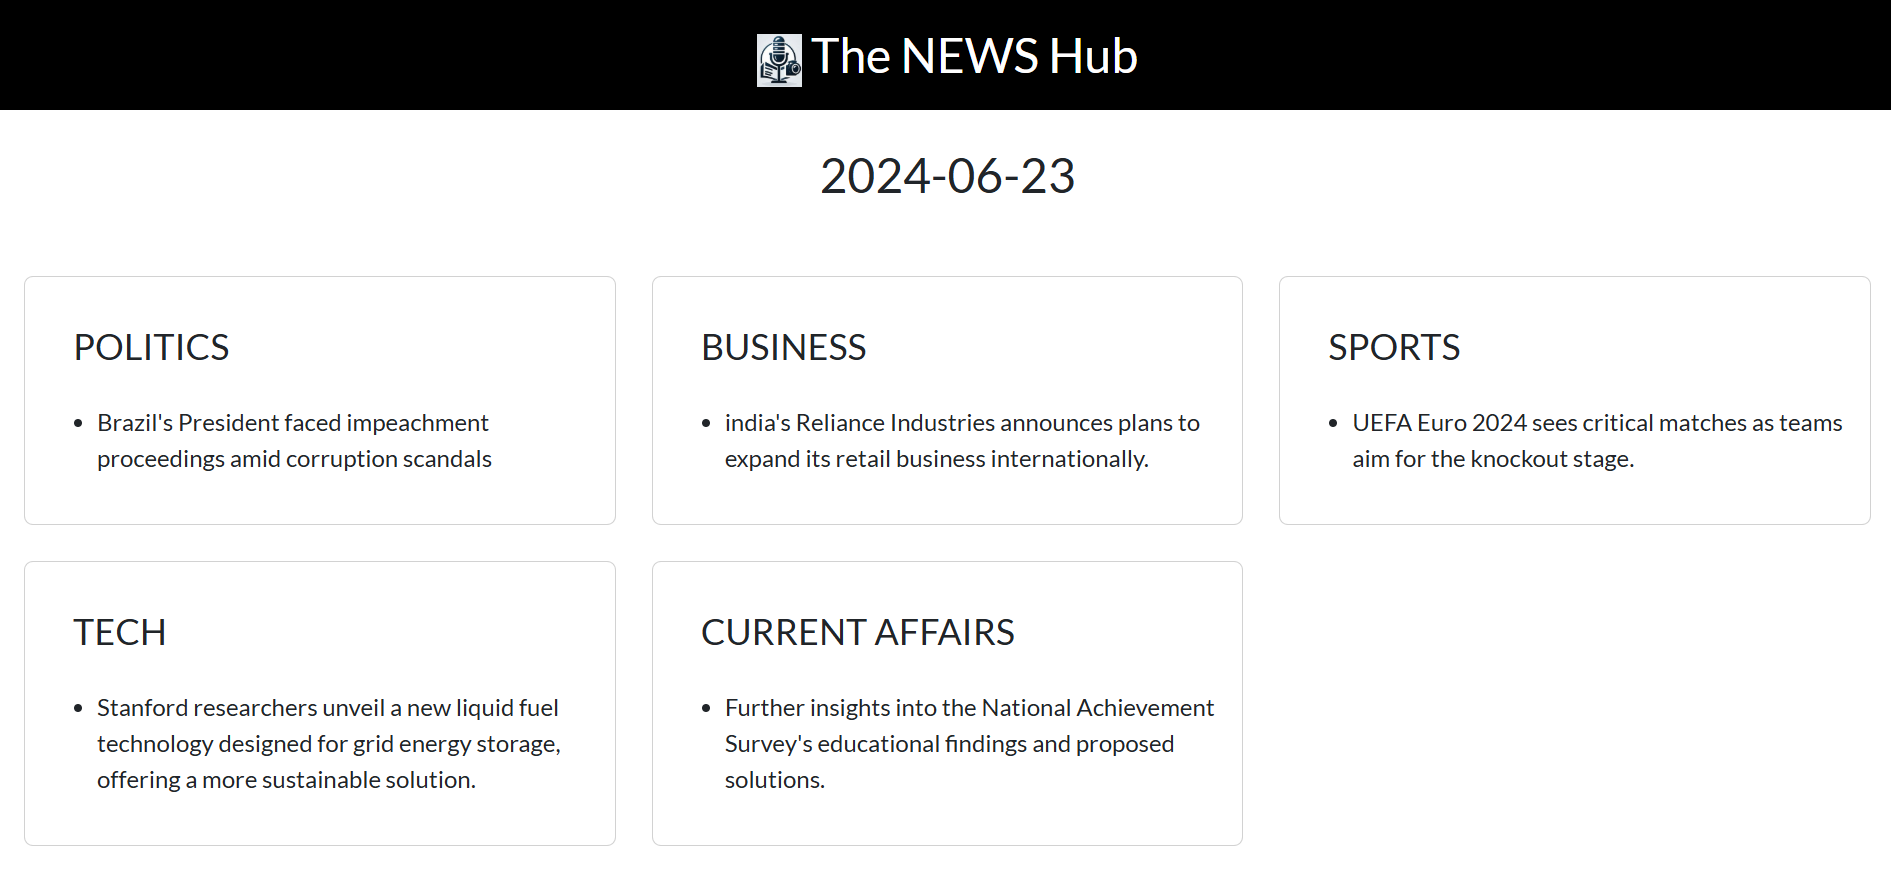 The NEWS Hub
2024-06-23
POLITICS
• Brazil's President faced impeachment
proceedings amid corruption scandals
BUSINESS
• india's Reliance Industries announces plans to
expand its retail business internationally.
SPORTS
• UEFA Euro 2024 sees critical matches as teams
aim for the knockout stage.
TECH
• Stanford researchers unveil a new liquid fuel
technology designed for grid energy storage,
offering a more sustainable solution.
CURRENT AFFAIRS
• Further insights into the National Achievement
Survey's educational findings and proposed
solutions.